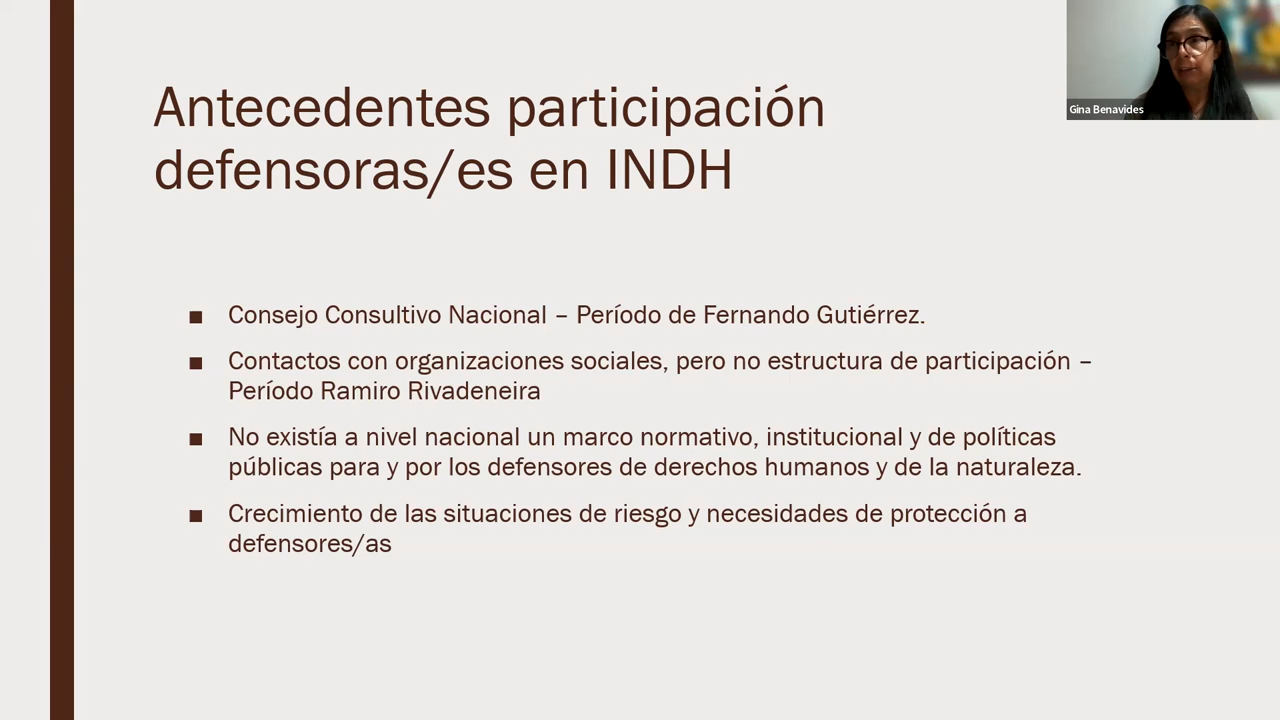 Antecedentes participación
defensoras/es en INDH
Gina Benavides
■ Consejo Consultivo Nacional – Período de Fernando Gutiérrez.
■ Contactos con organizaciones sociales, pero no estructura de participación –
Período Ramiro Rivadeneira
■ No existía a nivel nacional un marco normativo, institucional y de políticas
públicas para y por los defensores de derechos humanos y de la naturaleza.
■ Crecimiento de las situaciones de riesgo y necesidades de protección a
defensores/as